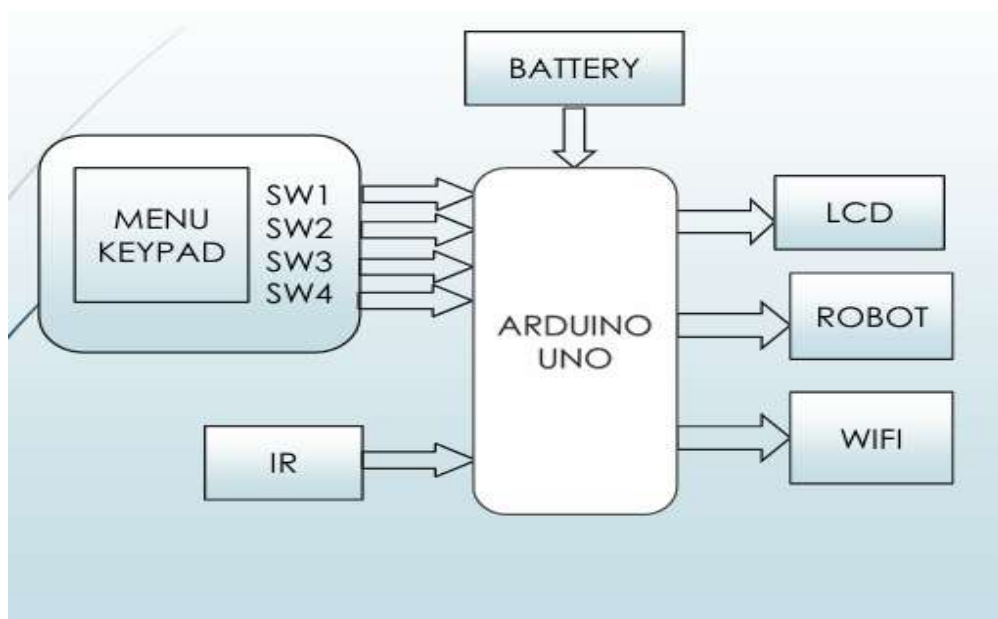 BATTERY
MENU
KEYPAD
SW1
SW2
SW3
SW4
ARDUINO
UNO
LCD
ROBOT
WIFI
IR